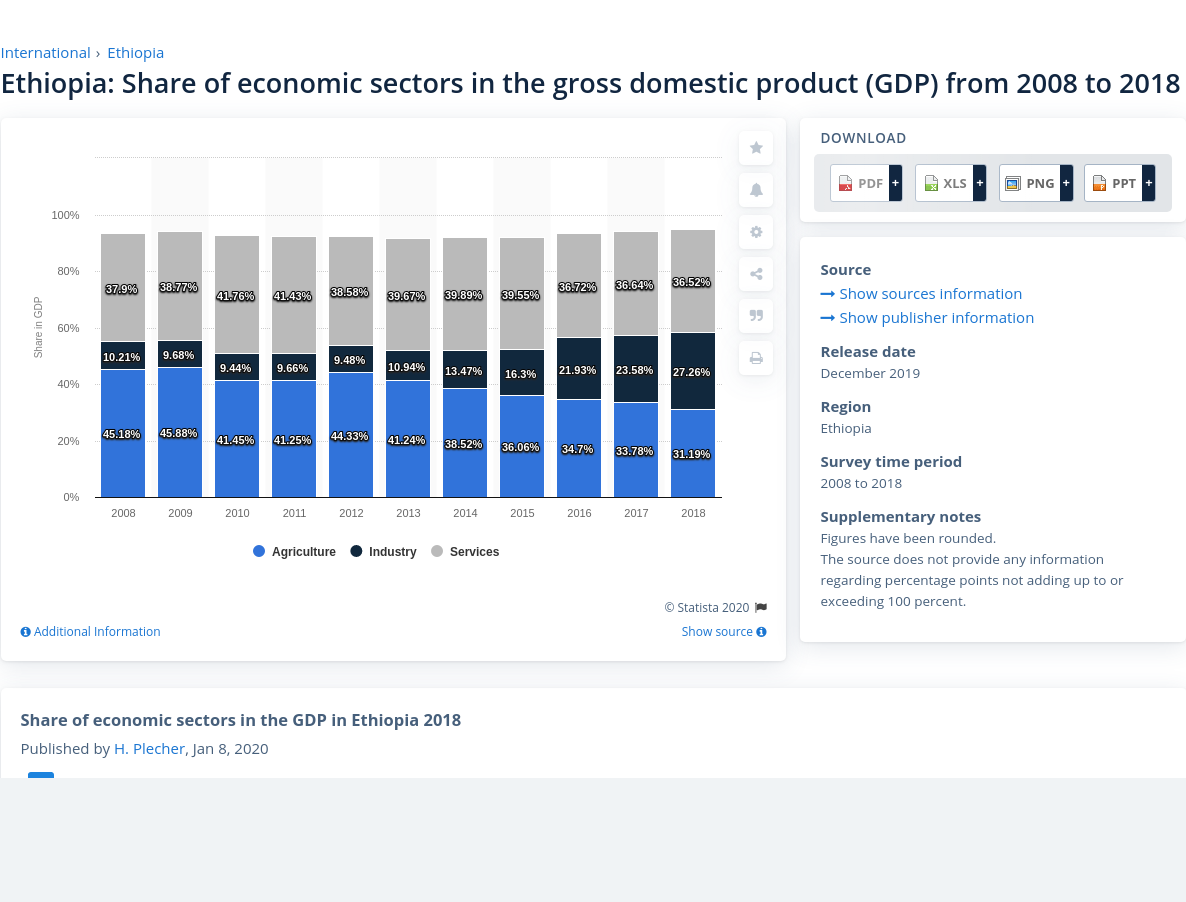 International › Ethiopia
Ethiopia: Share of economic sectors in the gross domestic product (GDP) from 2008 to 2018
DOWNLOAD
PDF + XLS + PNG + PPT +
Share in GDP
100%
80%
60%
40%
20%
0%
37.9% 38.77% 41.76% 41.43% 38.58% 39.67% 39.89% 39.55% 36.72% 36.64% 36.52%
10.21% 9.68% 9.44% 9.66% 9.48% 10.94% 13.47% 16.3% 21.93% 23.58% 27.26%
45.18% 45.88% 41.45% 41.25% 44.33% 41.24% 38.52% 36.06% 34.7% 33.78% 31.19%
2008 2009 2010 2011 2012 2013 2014 2015 2016 2017 2018
Agriculture Industry Services
© Statista 2020
Additional Information
Show source
Source
Show sources information
Show publisher information
Release date
December 2019
Region
Ethiopia
Survey time period
2008 to 2018
Supplementary notes
Figures have been rounded.
The source does not provide any information
regarding percentage points not adding up to or
exceeding 100 percent.
Share of economic sectors in the GDP in Ethiopia 2018
Published by H. Plecher, Jan 8, 2020